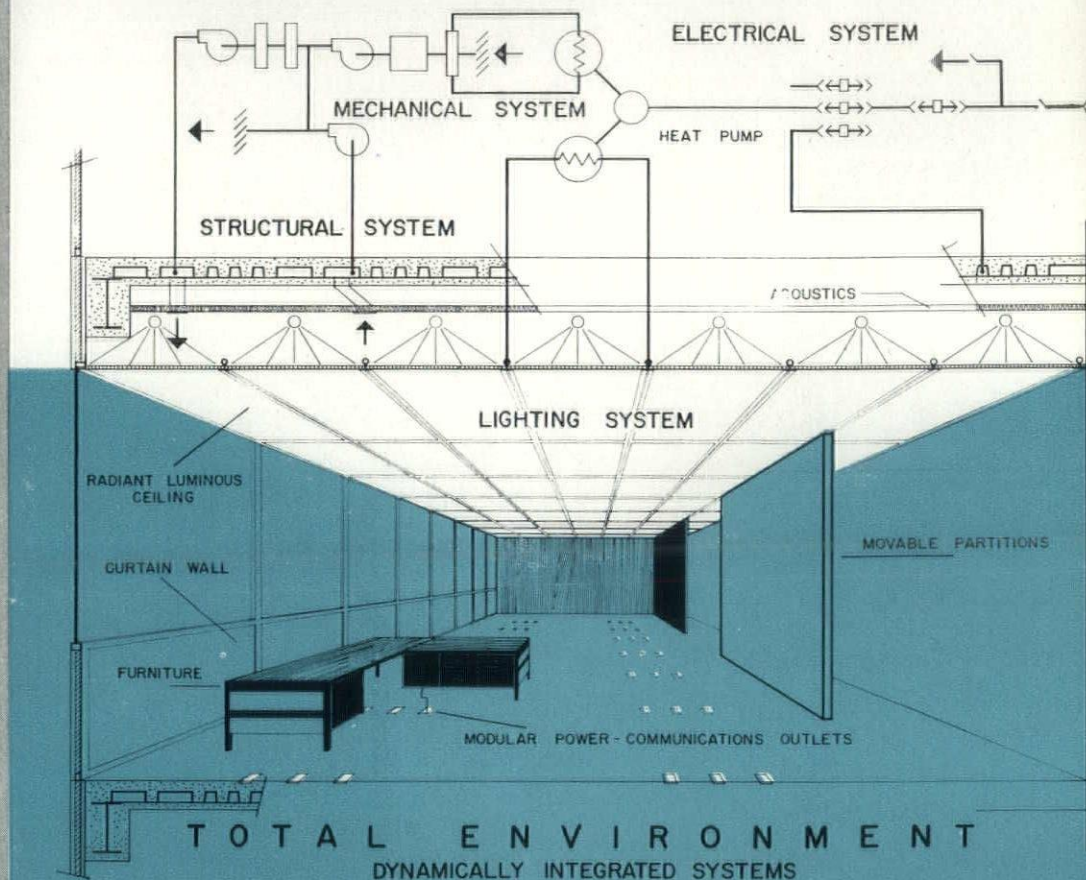 ELECTRICAL SYSTEM
MECHANICAL SYSTEM
HEAT PUMP
STRUCTURAL SYSTEM
ACOUSTICS
LIGHTING SYSTEM
RADIANT LUMINOUS
CEILING
MOVABLE PARTITIONS
CURTAIN WALL
FURNITURE
MODULAR POWER-COMMUNICATIONS OUTLETS
TOTAL ENVIRONMENT
DYNAMICALLY INTEGRATED SYSTEMS